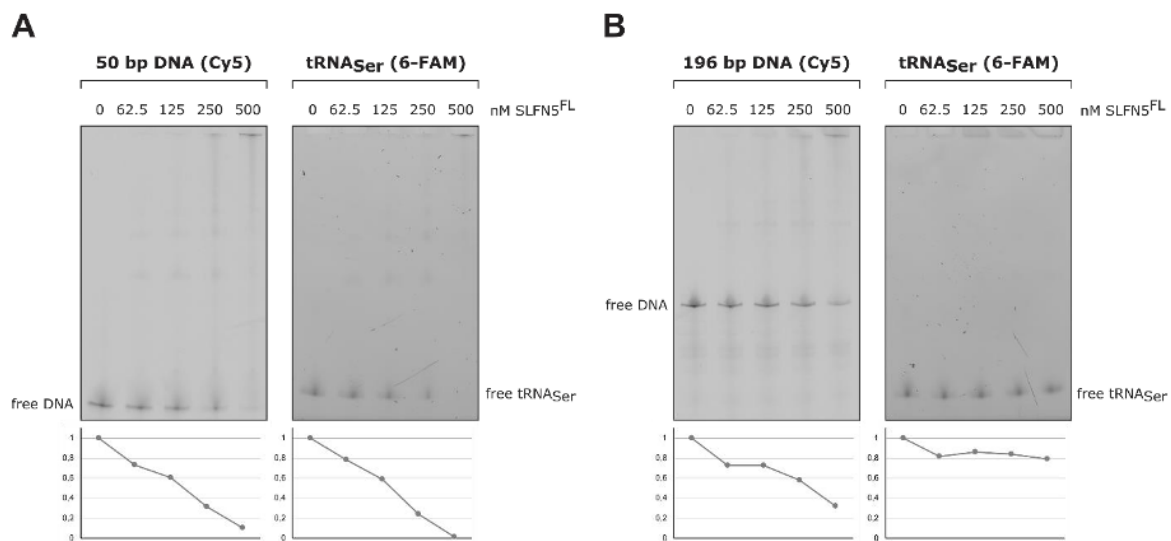 A B
50 bp DNA (Cy5) tRNASer (6-FAM) 196 bp DNA (Cy5) tRNASer (6-FAM)
0 62.5 125 250 500 0 62.5 125 250 500 nM SLFN5FL 0 62.5 125 250 500 0 62.5 125 250 500 nM SLFN5FL
free DNA
free DNA free tRNASer free tRNASer
1 1 1 1
0,8 0,8 0,8 0,8
0,6 0,6 0,6 0,6
0,4 0,4 0,4 0,4
0,2 0,2 0,2 0,2
0 0 0 0